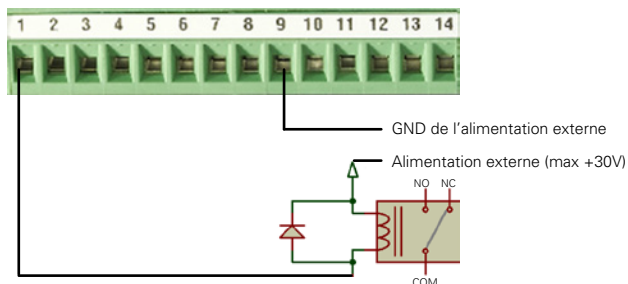 1 2 3 4 5 6 7 8 9 10 11 12 13 14
GND de l'alimentation externe
Alimentation externe (max +30V)
NO NC
COM